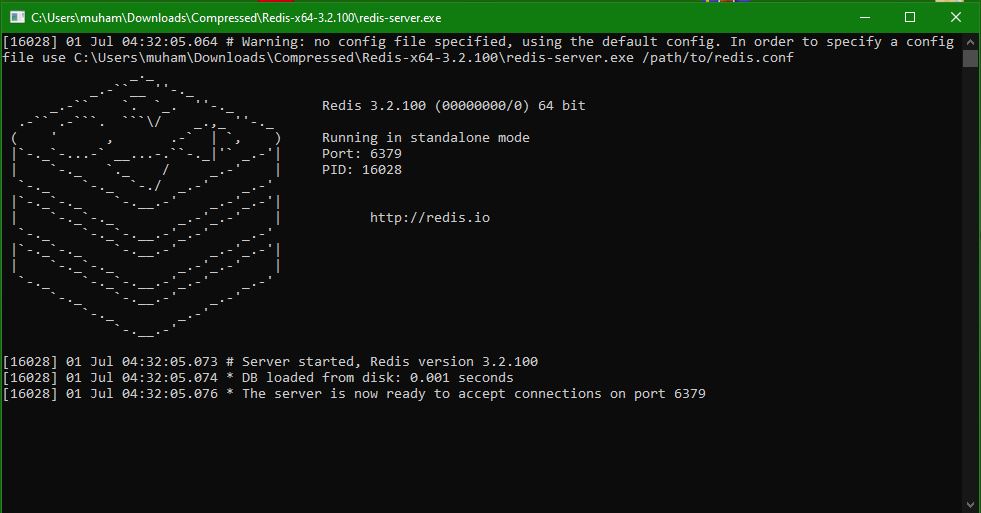 C:\Users\muham\Downloads\Compressed\Redis-x64-3.2.100\redis-server.exe
[16028] 01 Jul 04:32:05.064 # Warning: no config file specified, using the default config. In order to specify a config
file use C:\Users\muham\Downloads\Compressed\Redis-x64-3.2.100\redis-server.exe /path/to/redis.conf
Redis 3.2.100 (00000000/0) 64 bit
Running in standalone mode
Port: 6379
PID: 16028
http://redis.io
[16028] 01 Jul 04:32:05.073 # Server started, Redis version 3.2.100
[16028] 01 Jul 04:32:05.074 * DB loaded from disk: 0.001 seconds
[16028] 01 Jul 04:32:05.076 * The server is now ready to accept connections on port 6379